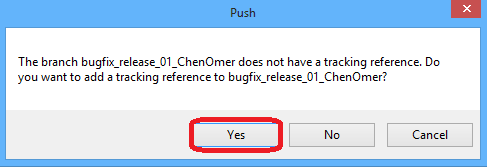 Push
The branch bugfix_release_01_ChenOmer does not have a tracking reference. Do
you want to add a tracking reference to bugfix_release_01_ChenOmer?
Yes
No
Cancel